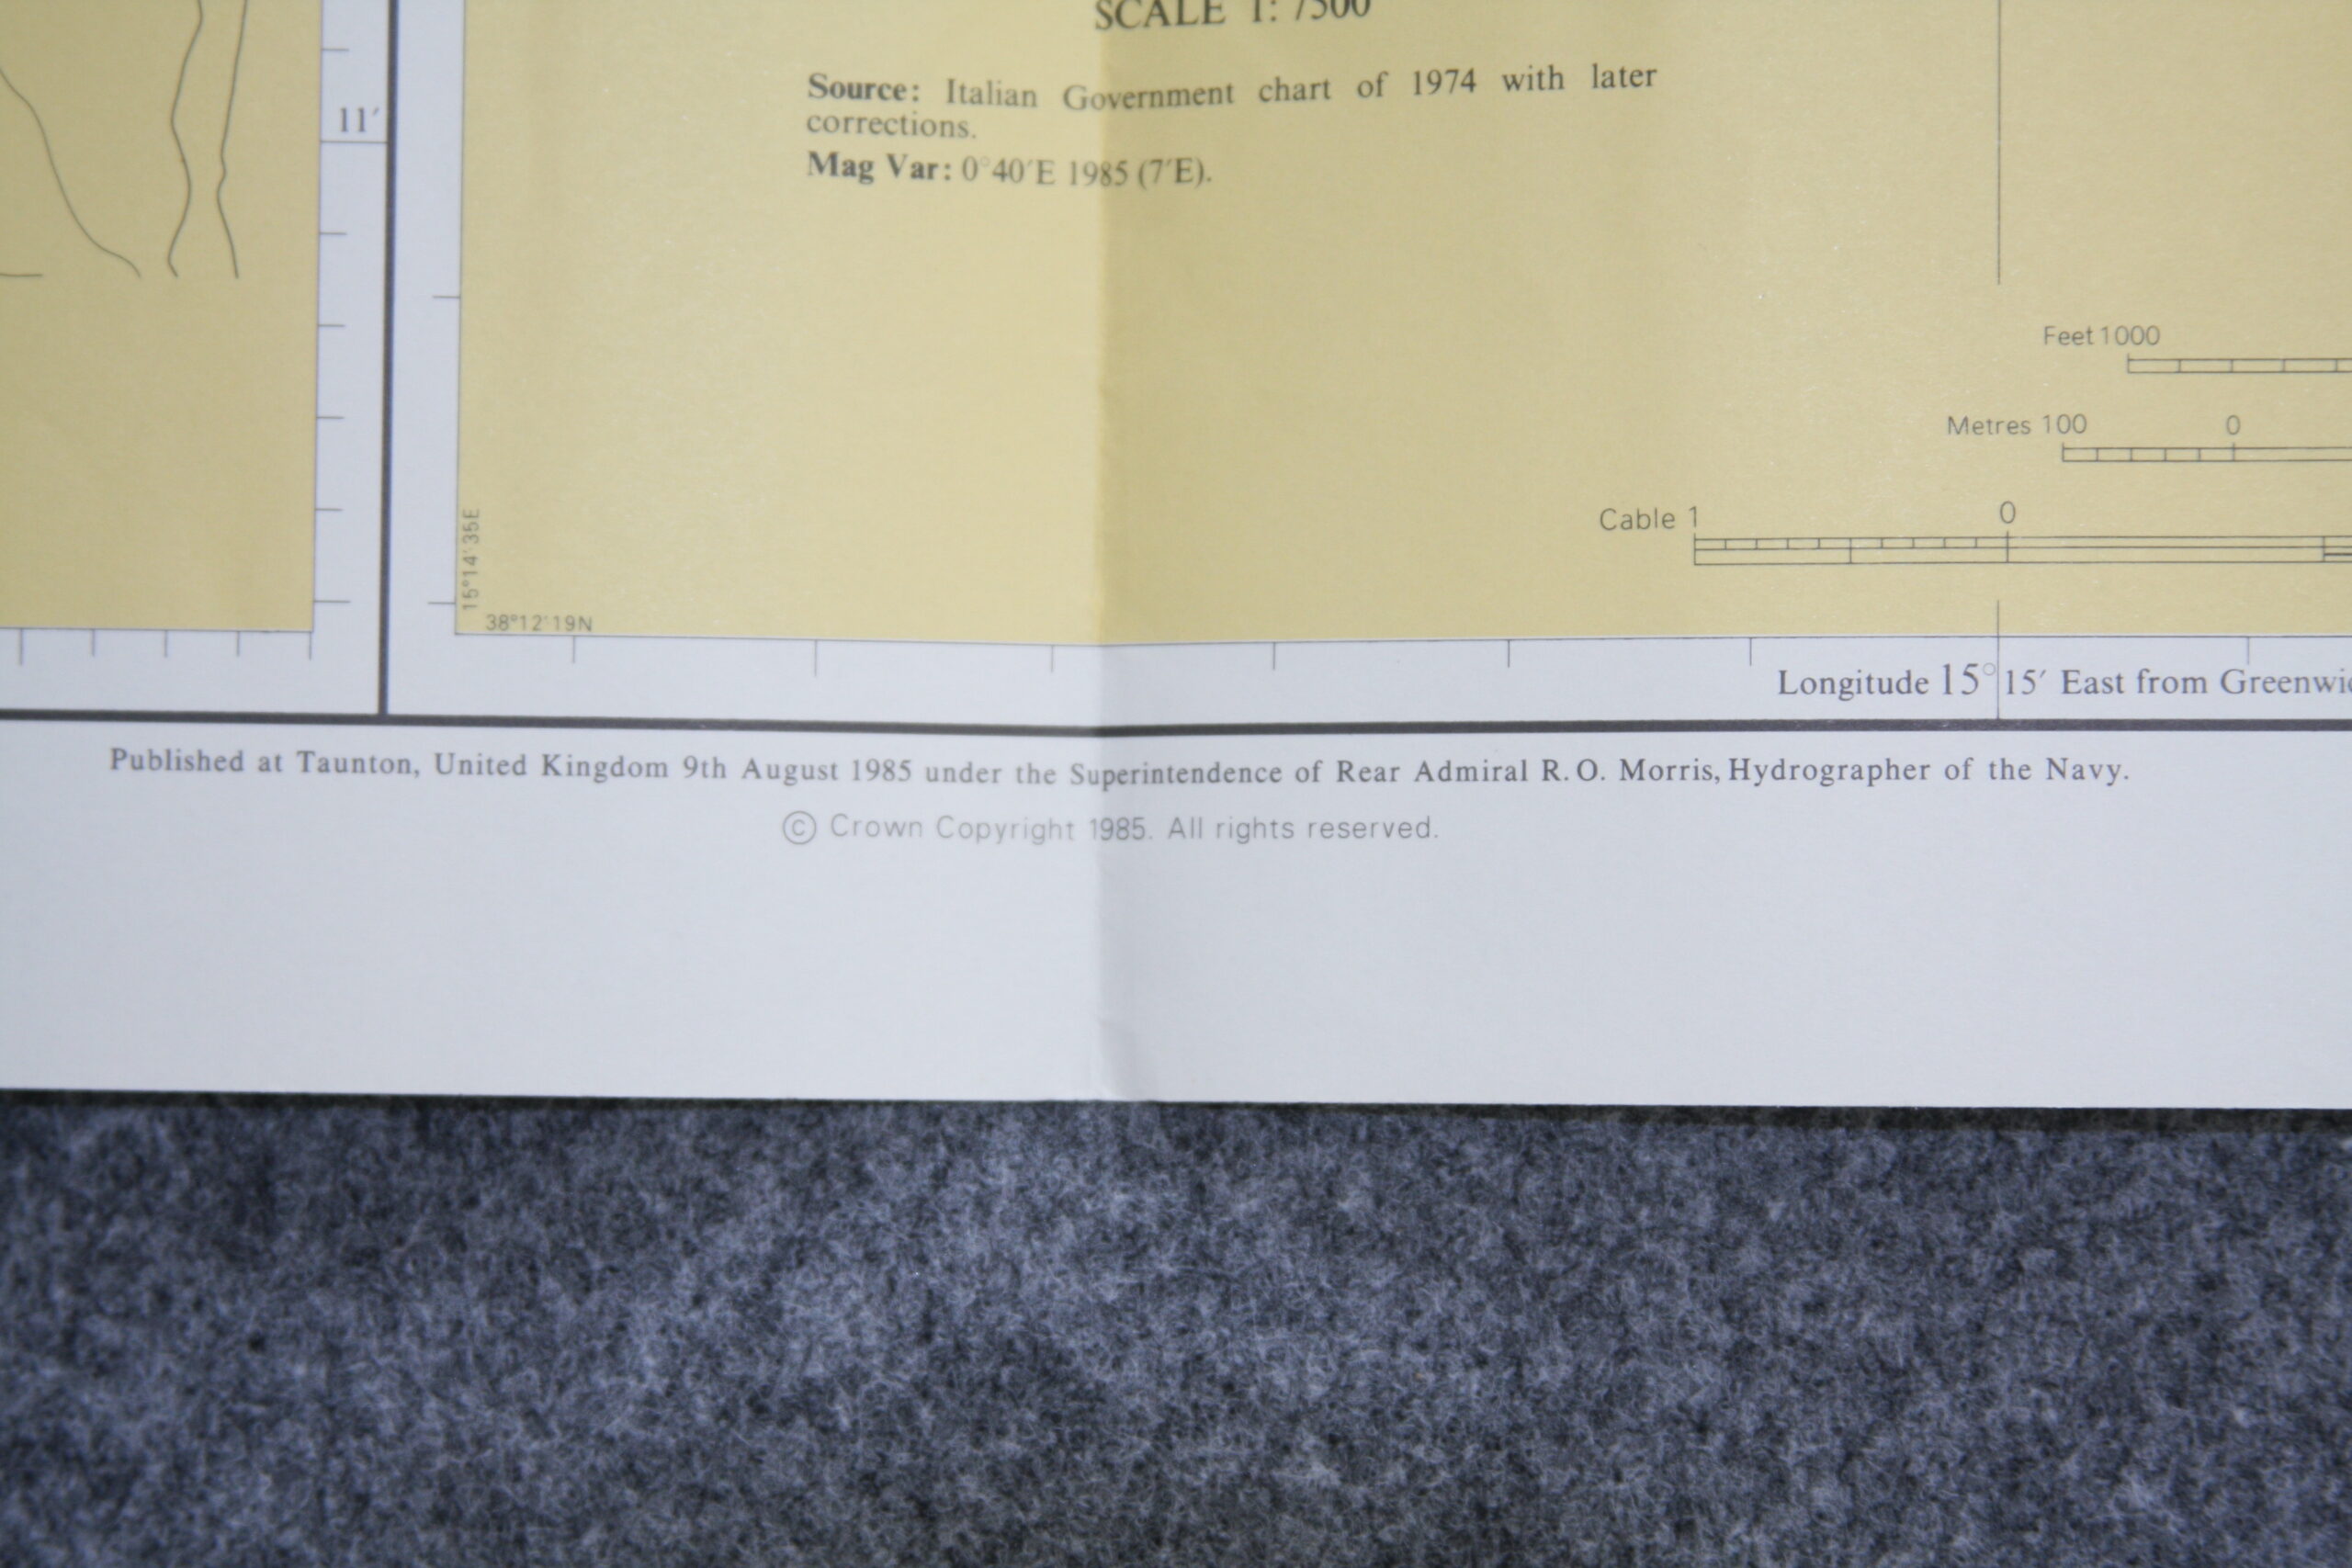 SCALE 1: 7500
Source: Italian Government chart of 1974 with later
corrections.
Mag Var: 0°40′E 1985 (7′E).
11′
Feet 1000
Metres 100 0
Cable 1 0
15°14′35E
38°12′19N
Longitude 15° 15′ East from
Published at Taunton, United Kingdom 9th August 1985 under the Superintendence of Rear Admiral R. O. Morris, Hydrographer of the Navy.
© Crown Copyright 1985. All rights reserved.